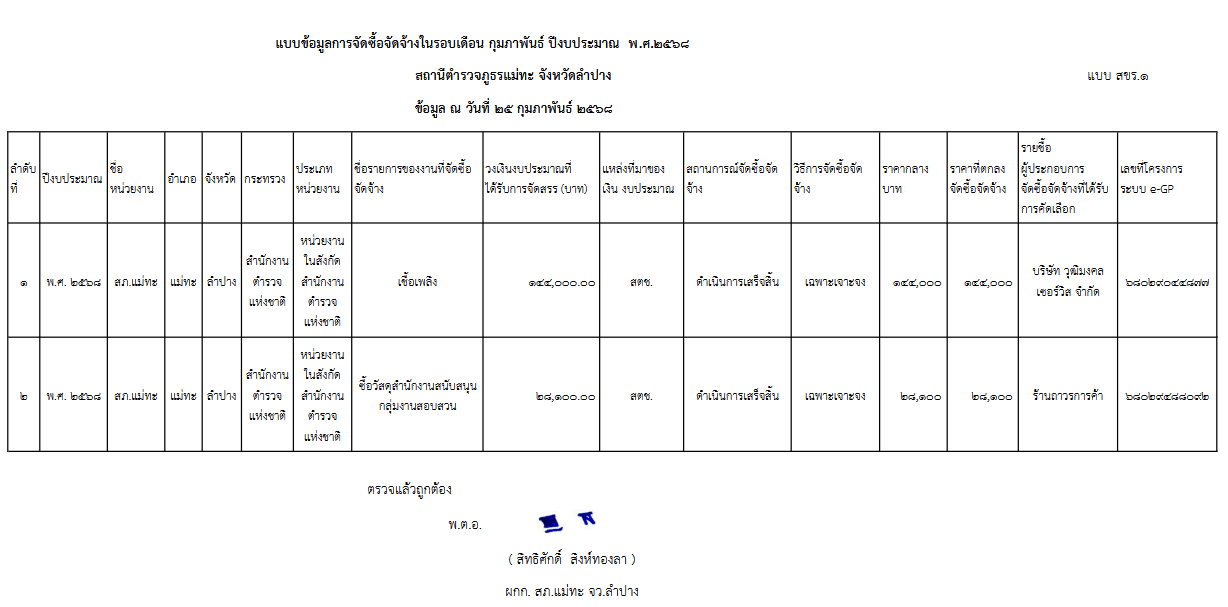 แบบข้อมูลการจัดซื้อจัดจ้างในรอบเดือน กุมภาพันธ์ ปีงบประมาณ พ.ศ.๒๕๖๘
สถานีตำรวจภูธรแม่ทะ จังหวัดลำปาง
แบบ สขร.๑
ข้อมูล ณ วันที่ ๒๕ กุมภาพันธ์ ๒๕๖๘
ลำดับที่ ปีงบประมาณ ชื่อหน่วยงาน อำเภอ จังหวัด กระทรวง ประเภทหน่วยงาน ชื่อรายการของงานที่จัดซื้อจัดจ้าง วงเงินงบประมาณที่ได้รับการจัดสรร (บาท) แหล่งที่มาของเงิน งบประมาณ สถานการณ์จัดซื้อจัดจ้าง วิธีการจัดซื้อจัดจ้าง ราคากลาง บาท ราคาที่ตกลงจัดซื้อจัดจ้าง รายชื่อผู้ประกอบการจัดซื้อจัดจ้างที่ได้รับการคัดเลือก เลขที่โครงการระบบ e-GP
๑ พ.ศ. ๒๕๖๘ สภ.แม่ทะ แม่ทะ ลำปาง สำนักงานตำรวจแห่งชาติ หน่วยงานในสังกัดสำนักงานตำรวจแห่งชาติ เชื้อเพลิง ๑๔๔,๐๐๐.๐๐ สตช. ดำเนินการเสร็จสิ้น เฉพาะเจาะจง ๑๔๔,๐๐๐ ๑๔๔,๐๐๐ บริษัท วุฒิมงคล เซอร์วิส จำกัด ๖๘๐๒๙๐๔๔๘๗๗
๒ พ.ศ. ๒๕๖๘ สภ.แม่ทะ แม่ทะ ลำปาง สำนักงานตำรวจแห่งชาติ หน่วยงานในสังกัดสำนักงานตำรวจแห่งชาติ ซื้อวัสดุสำนักงานสนับสนุนกลุ่มงานสอบสวน ๒๘,๑๐๐.๐๐ สตช. ดำเนินการเสร็จสิ้น เฉพาะเจาะจง ๒๘,๑๐๐ ๒๘,๑๐๐ ร้านถาวรการค้า ๖๘๐๒๙๔๘๘๐๙๒
ตรวจแล้วถูกต้อง
พ.ต.อ.
( สิทธิศักดิ์ สิงห์ทองลา )
ผกก. สภ.แม่ทะ จว.ลำปาง